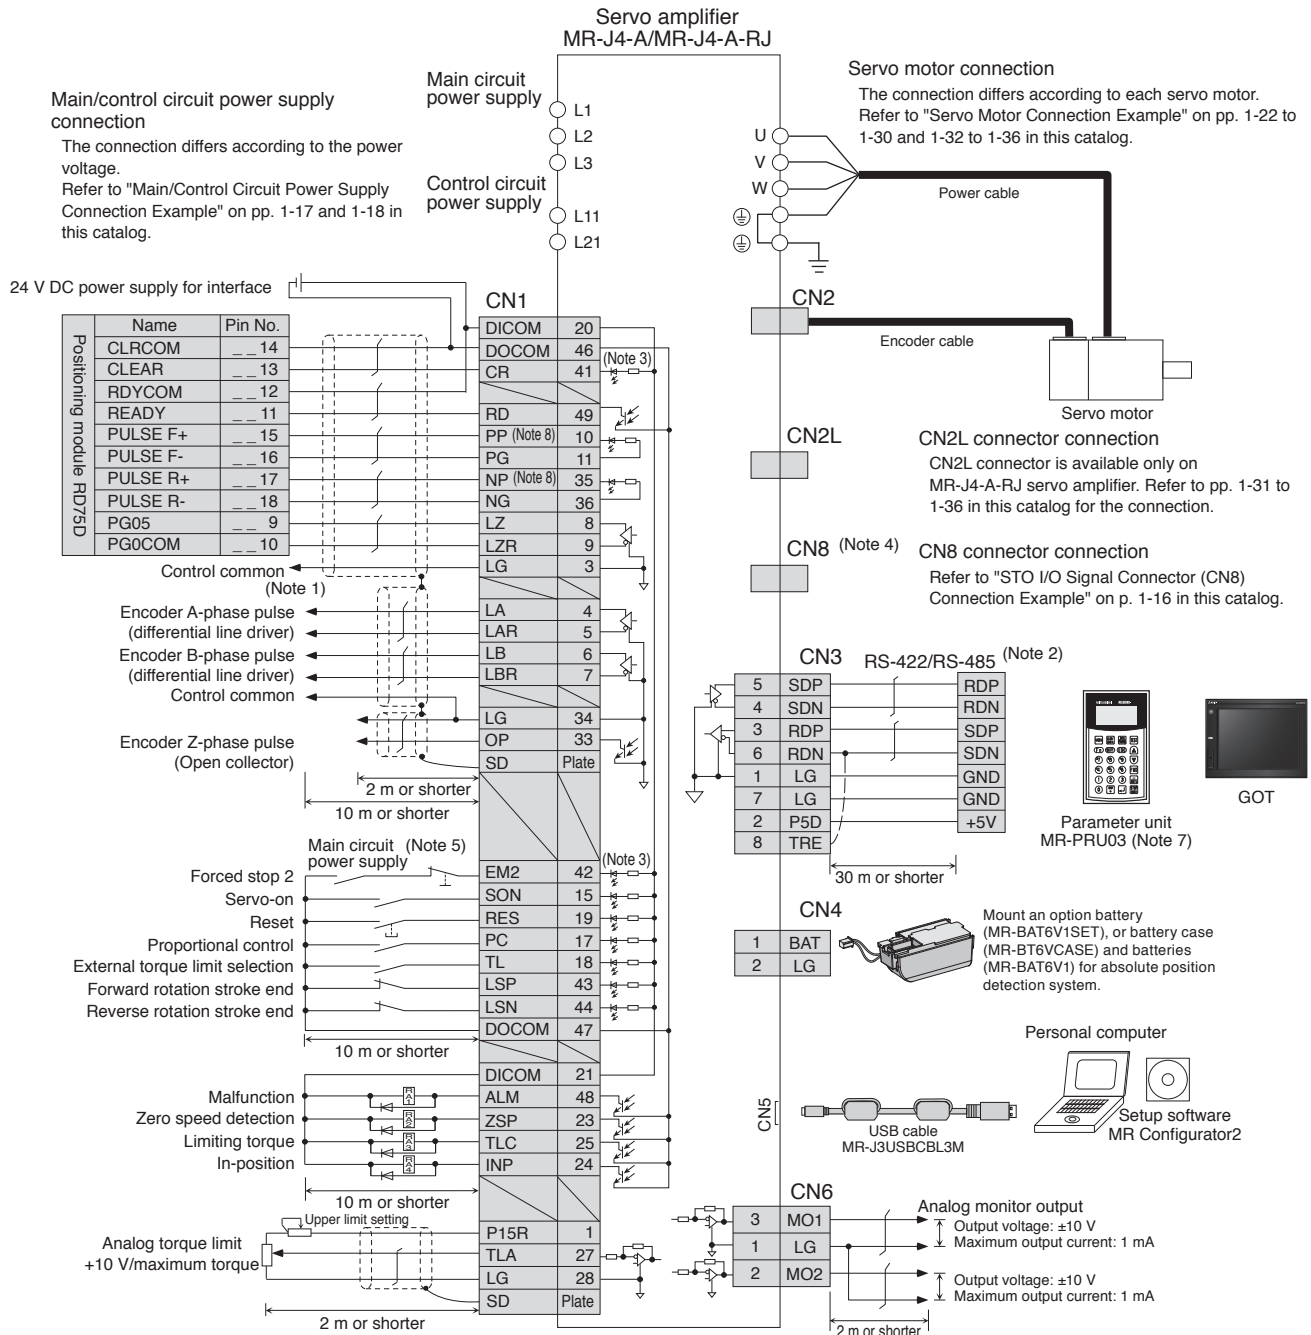 Servo amplifier
MR-J4-A/MR-J4-A-RJ
Main/control circuit power supply
connection
The connection differs according to the power
voltage.
Refer to "Main/Control Circuit Power Supply
Connection Example" on pp. 1-17 and 1-18 in
this catalog.
Main circuit
power supply
L1
L2
L3
Control circuit
power supply
L11
L21
Servo motor connection
The connection differs according to each servo motor.
Refer to "Servo Motor Connection Example" on pp. 1-22 to
1-30 and 1-32 to 1-36 in this catalog.
U
V
W
Power cable
24 V DC power supply for interface
CN1
CN2
Encoder cable
Servo motor
Positioning module RD75D
Name Pin No.
CLRCOM _ _ 14
CLEAR _ _ 13
RDYCOM _ _ 12
READY _ _ 11
PULSE F+ _ _ 15
PULSE F- _ _ 16
PULSE R+ _ _ 17
PULSE R- _ _ 18
PG05 _ _ 9
PG0COM _ _ 10
DICOM 20
DOCOM 46
CR 41
(Note 3)
RD 49
PP (Note 8) 10
PG 11
NP (Note 8) 35
NG 36
LZ 8
LZR 9
LG 3
Control common
(Note 1)
Encoder A-phase pulse
(differential line driver)
Encoder B-phase pulse
(differential line driver)
Control common
LA 4
LAR 5
LB 6
LBR 7
LG 34
OP 33
SD Plate
Encoder Z-phase pulse
(Open collector)
2 m or shorter
10 m or shorter
CN2L
CN2L connector connection
CN2L connector is available only on
MR-J4-A-RJ servo amplifier. Refer to pp. 1-31 to
1-36 in this catalog for the connection.
CN8 (Note 4)
CN8 connector connection
Refer to "STO I/O Signal Connector (CN8)
Connection Example" on p. 1-16 in this catalog.
CN3
RS-422/RS-485 (Note 2)
5 SDP RDP
4 SDN RDN
3 RDP SDP
6 RDN SDN
1 LG GND
7 LG GND
2 P5D +5V
8 TRE
30 m or shorter
Parameter unit
MR-PRU03 (Note 7)
GOT
Main circuit
power supply
(Note 5)
(Note 3)
Forced stop 2 EM2 42
Servo-on SON 15
Reset RES 19
Proportional control PC 17
External torque limit selection TL 18
Forward rotation stroke end LSP 43
Reverse rotation stroke end LSN 44
DOCOM 47
10 m or shorter
CN4
1 BAT
2 LG
Mount an option battery
(MR-BAT6V1SET), or battery case
(MR-BT6VCASE) and batteries
(MR-BAT6V1) for absolute position
detection system.
DICOM 21
Malfunction RA1 ALM 48
Zero speed detection RA2 ZSP 23
Limiting torque RA3 TLC 25
In-position RA4 INP 24
10 m or shorter
CN5
USB cable
MR-J3USBCBL3M
Personal computer
Setup software
MR Configurator2
Upper limit setting
Analog torque limit
+10 V/maximum torque
P15R 1
TLA 27
LG 28
SD Plate
2 m or shorter
CN6
3 MO1
1 LG
2 MO2
Analog monitor output
Output voltage: ±10 V
Maximum output current: 1 mA
Output voltage: ±10 V
Maximum output current: 1 mA
2 m or shorter